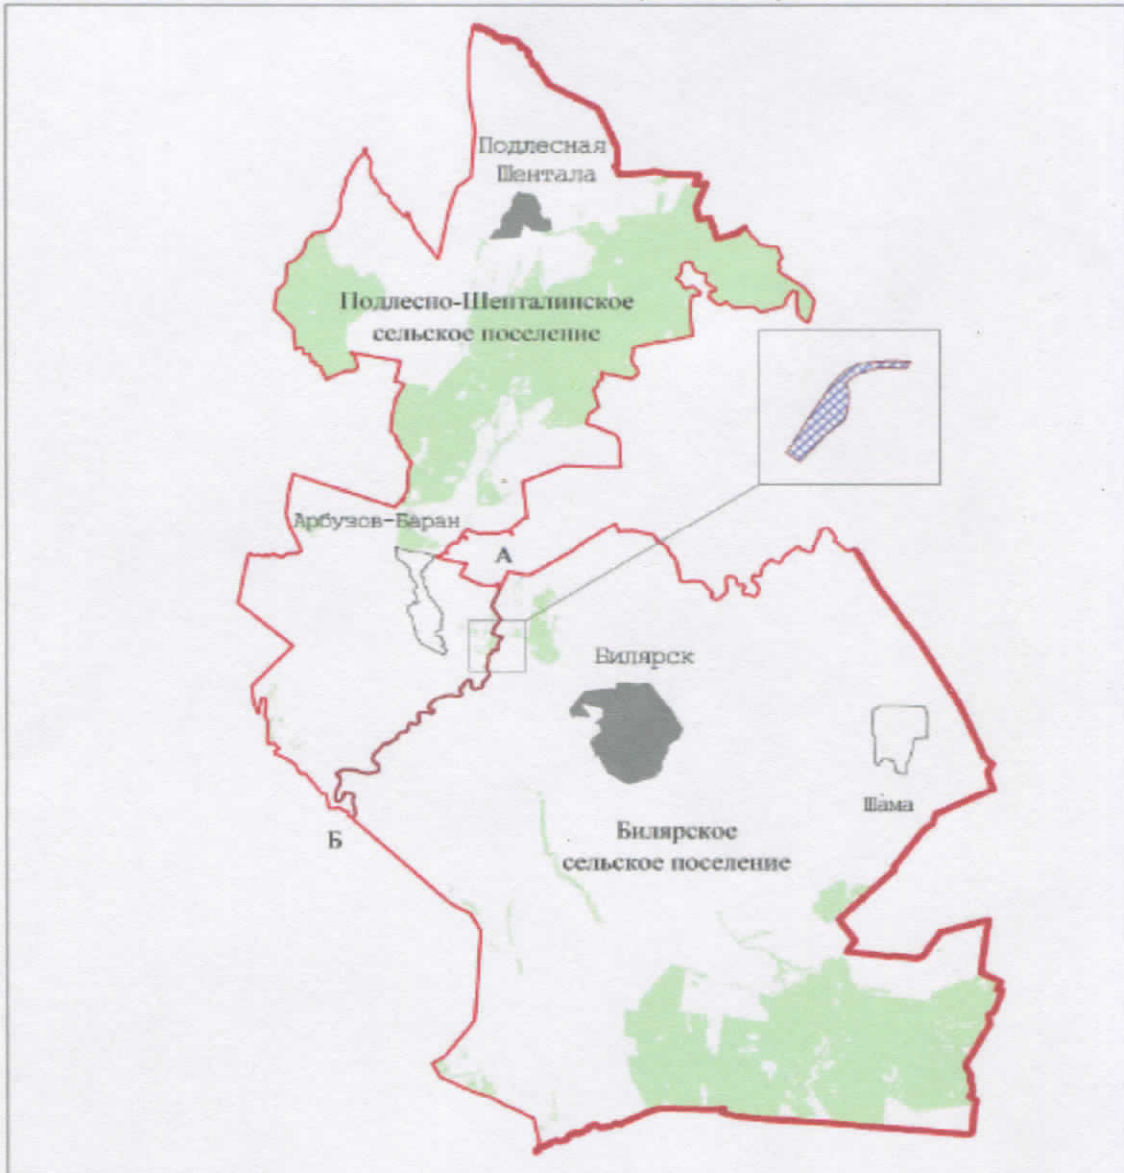 Подлесная
Шентала
Подлесно-Шенталинское
сельское поселение
Арбузов-Баран
А
Билярск
Шама
Б
Билярское
сельское поселение